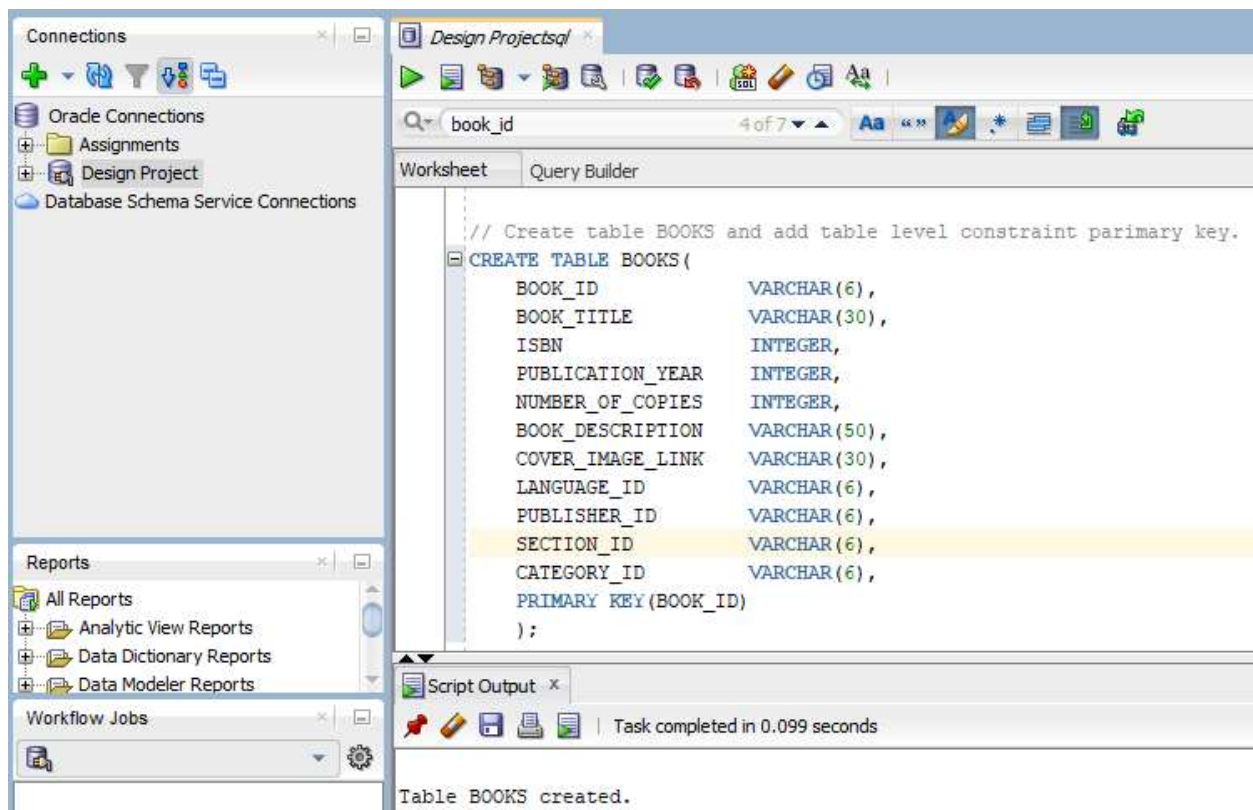 Connections
Oracle Connections
Assignments
Design Project
Database Schema Service Connections
Reports
All Reports
Analytic View Reports
Data Dictionary Reports
Data Modeler Reports
Workflow Jobs
Design Projectsql
SQL
Aa
book_id 4 of 7 Aa “” .*
Worksheet Query Builder
// Create table BOOKS and add table level constraint parimary key.
CREATE TABLE BOOKS(
BOOK_ID VARCHAR(6),
BOOK_TITLE VARCHAR(30),
ISBN INTEGER,
PUBLICATION_YEAR INTEGER,
NUMBER_OF_COPIES INTEGER,
BOOK_DESCRIPTION VARCHAR(50),
COVER_IMAGE_LINK VARCHAR(30),
LANGUAGE_ID VARCHAR(6),
PUBLISHER_ID VARCHAR(6),
SECTION_ID VARCHAR(6),
CATEGORY_ID VARCHAR(6),
PRIMARY KEY(BOOK_ID)
);
Script Output
Task completed in 0.099 seconds
Table BOOKS created.